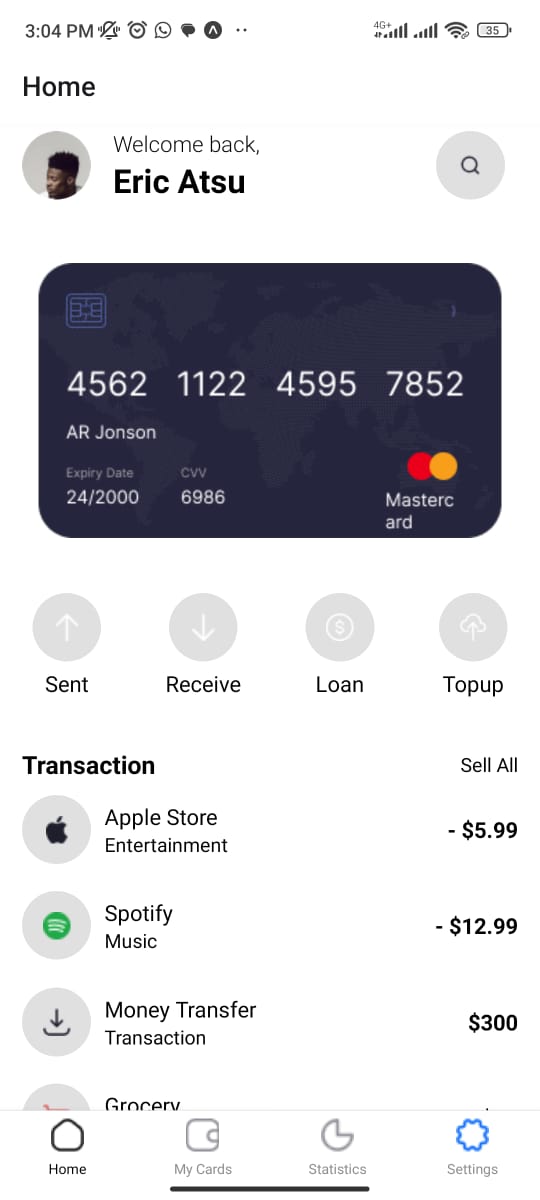 3:04 PM
4G+
35
Home
Welcome back,
Eric Atsu
4562 1122 4595 7852
AR Jonson
Expiry Date CVV
24/2000 6986
Masterc
ard
Sent Receive Loan Topup
Transaction Sell All
Apple Store
Entertainment
- $5.99
Spotify
Music
- $12.99
Money Transfer
Transaction
$300
Grocery
Home My Cards Statistics Settings